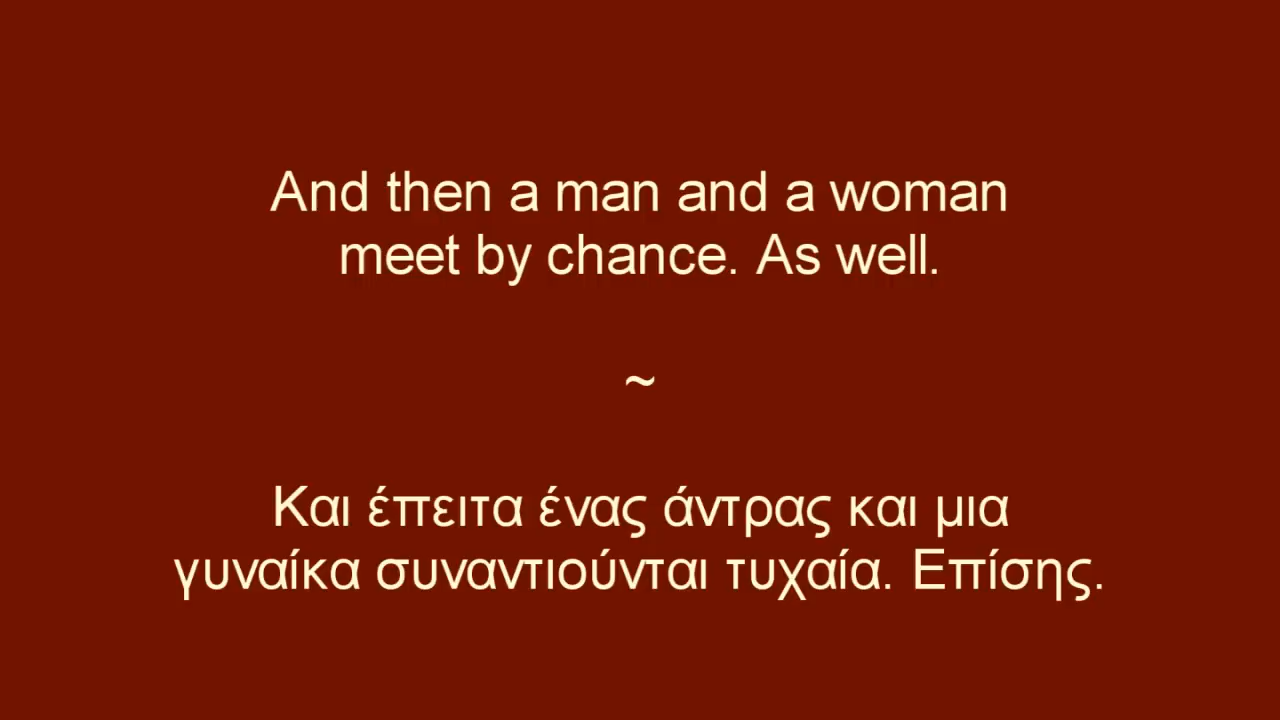 And then a man and a woman
meet by chance. As well.
~
Και έπειτα ένας άντρας και μια
γυναίκα συναντιούνται τυχαία. Επίσης.